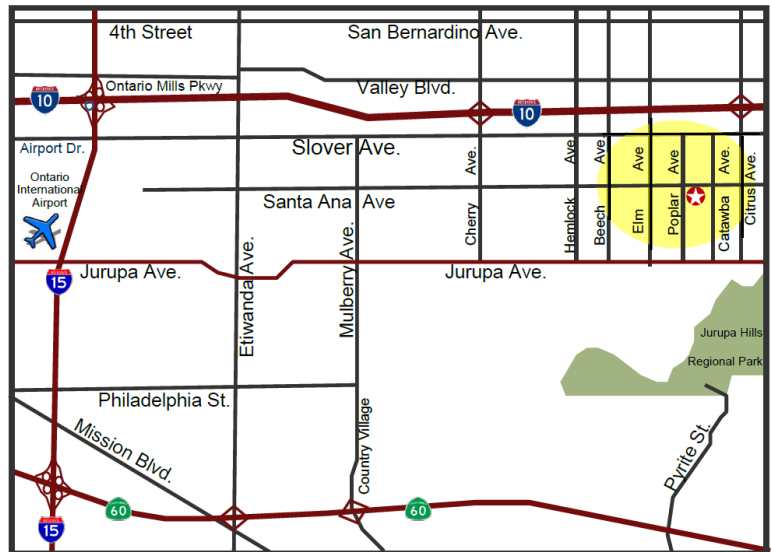 4th Street
San Bernardino Ave.
Ontario Mills Pkwy
Valley Blvd.
10
10
Airport Dr.
Slover Ave.
Ontario
International
Airport
Santa Ana Ave
Cherry Ave.
Hemlock Ave.
Beech Ave.
Elm Ave
Poplar Ave
Catawba Ave.
Citrus Ave.
Jurupa Ave.
Jurupa Ave.
15
Etiwanda Ave.
Mulberry Ave.
Jurupa Hills
Regional Park
Philadelphia St.
Mission Blvd.
Country Village
Pyrite St.
60
60
15